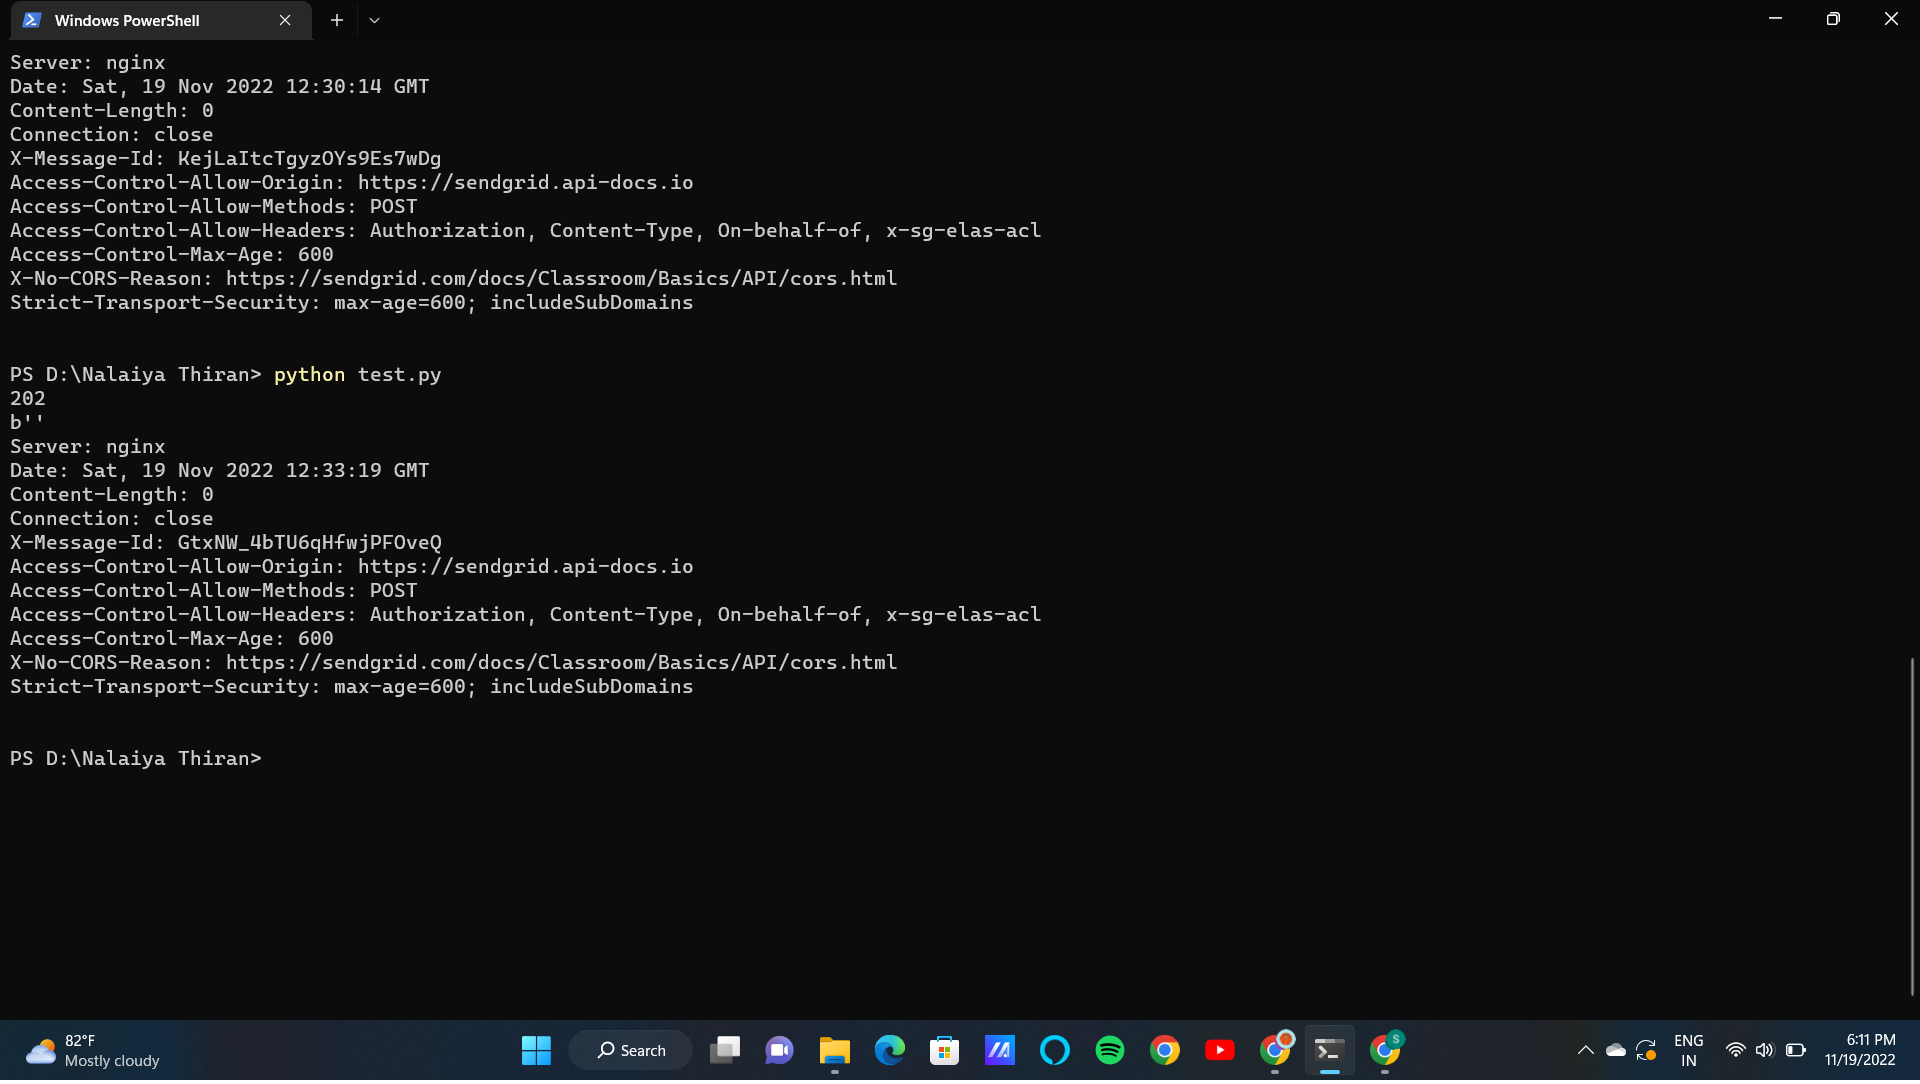 Windows PowerShell
Server: nginx
Date: Sat, 19 Nov 2022 12:30:14 GMT
Content-Length: 0
Connection: close
X-Message-Id: KejLaItcTgyzOYs9Es7wDg
Access-Control-Allow-Origin: https://sendgrid.api-docs.io
Access-Control-Allow-Methods: POST
Access-Control-Allow-Headers: Authorization, Content-Type, On-behalf-of, x-sg-elas-acl
Access-Control-Max-Age: 600
X-No-CORS-Reason: https://sendgrid.com/docs/Classroom/Basics/API/cors.html
Strict-Transport-Security: max-age=600; includeSubDomains
PS D:\Nalaiya Thiran> python test.py
202
b''
Server: nginx
Date: Sat, 19 Nov 2022 12:33:19 GMT
Content-Length: 0
Connection: close
X-Message-Id: GtxNW_4bTU6qHfwjPFOveQ
Access-Control-Allow-Origin: https://sendgrid.api-docs.io
Access-Control-Allow-Methods: POST
Access-Control-Allow-Headers: Authorization, Content-Type, On-behalf-of, x-sg-elas-acl
Access-Control-Max-Age: 600
X-No-CORS-Reason: https://sendgrid.com/docs/Classroom/Basics/API/cors.html
Strict-Transport-Security: max-age=600; includeSubDomains
PS D:\Nalaiya Thiran>
82°F
Mostly cloudy
Search
S
ENG
IN
6:11 PM
11/19/2022